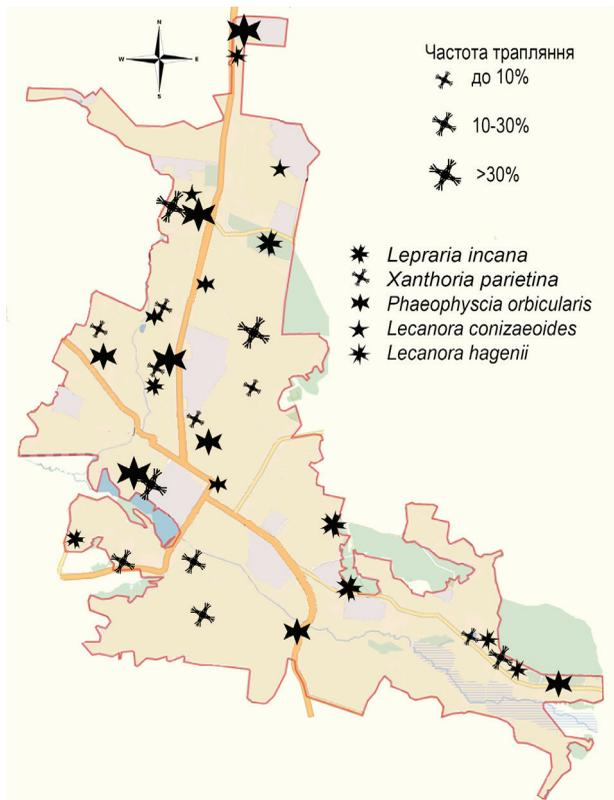 N
W E
S
Частота трапляння
до 10%
10-30%
>30%
Lepraria incana
Xanthoria parietina
Phaeophyscia orbicularis
Lecanora conizaeoides
Lecanora hagenii